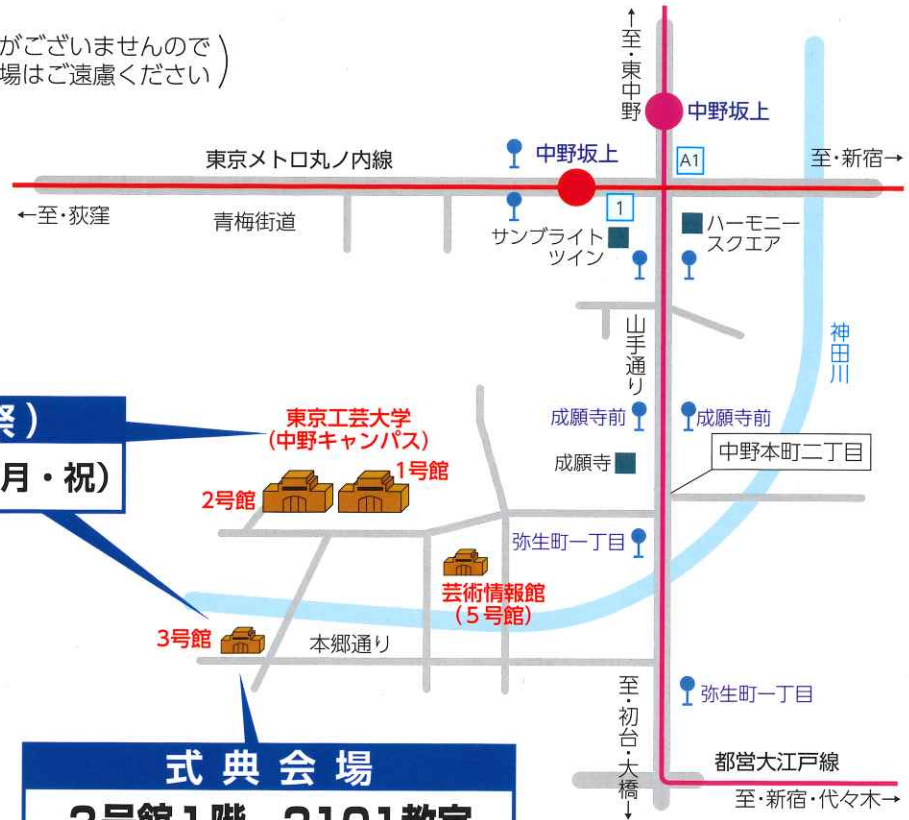 がございませんので
場はご遠慮ください)
←至・東中野
中野坂上
東京メトロ丸ノ内線
中野坂上
A1
至・新宿→
←至・荻窪
青梅街道
1
サンブライト
ツイン
ハーモニー
スクエア
山手通り
神田川
祭)
月・祝)
東京工芸大学
(中野キャンパス)
1号館
2号館
成願寺前
成願寺前
成願寺
中野本町二丁目
弥生町一丁目
芸術情報館
(5号館)
3号館
本郷通り
至・初台・大橋→
弥生町一丁目
都営大江戸線
至・新宿・代々木→
式典会場